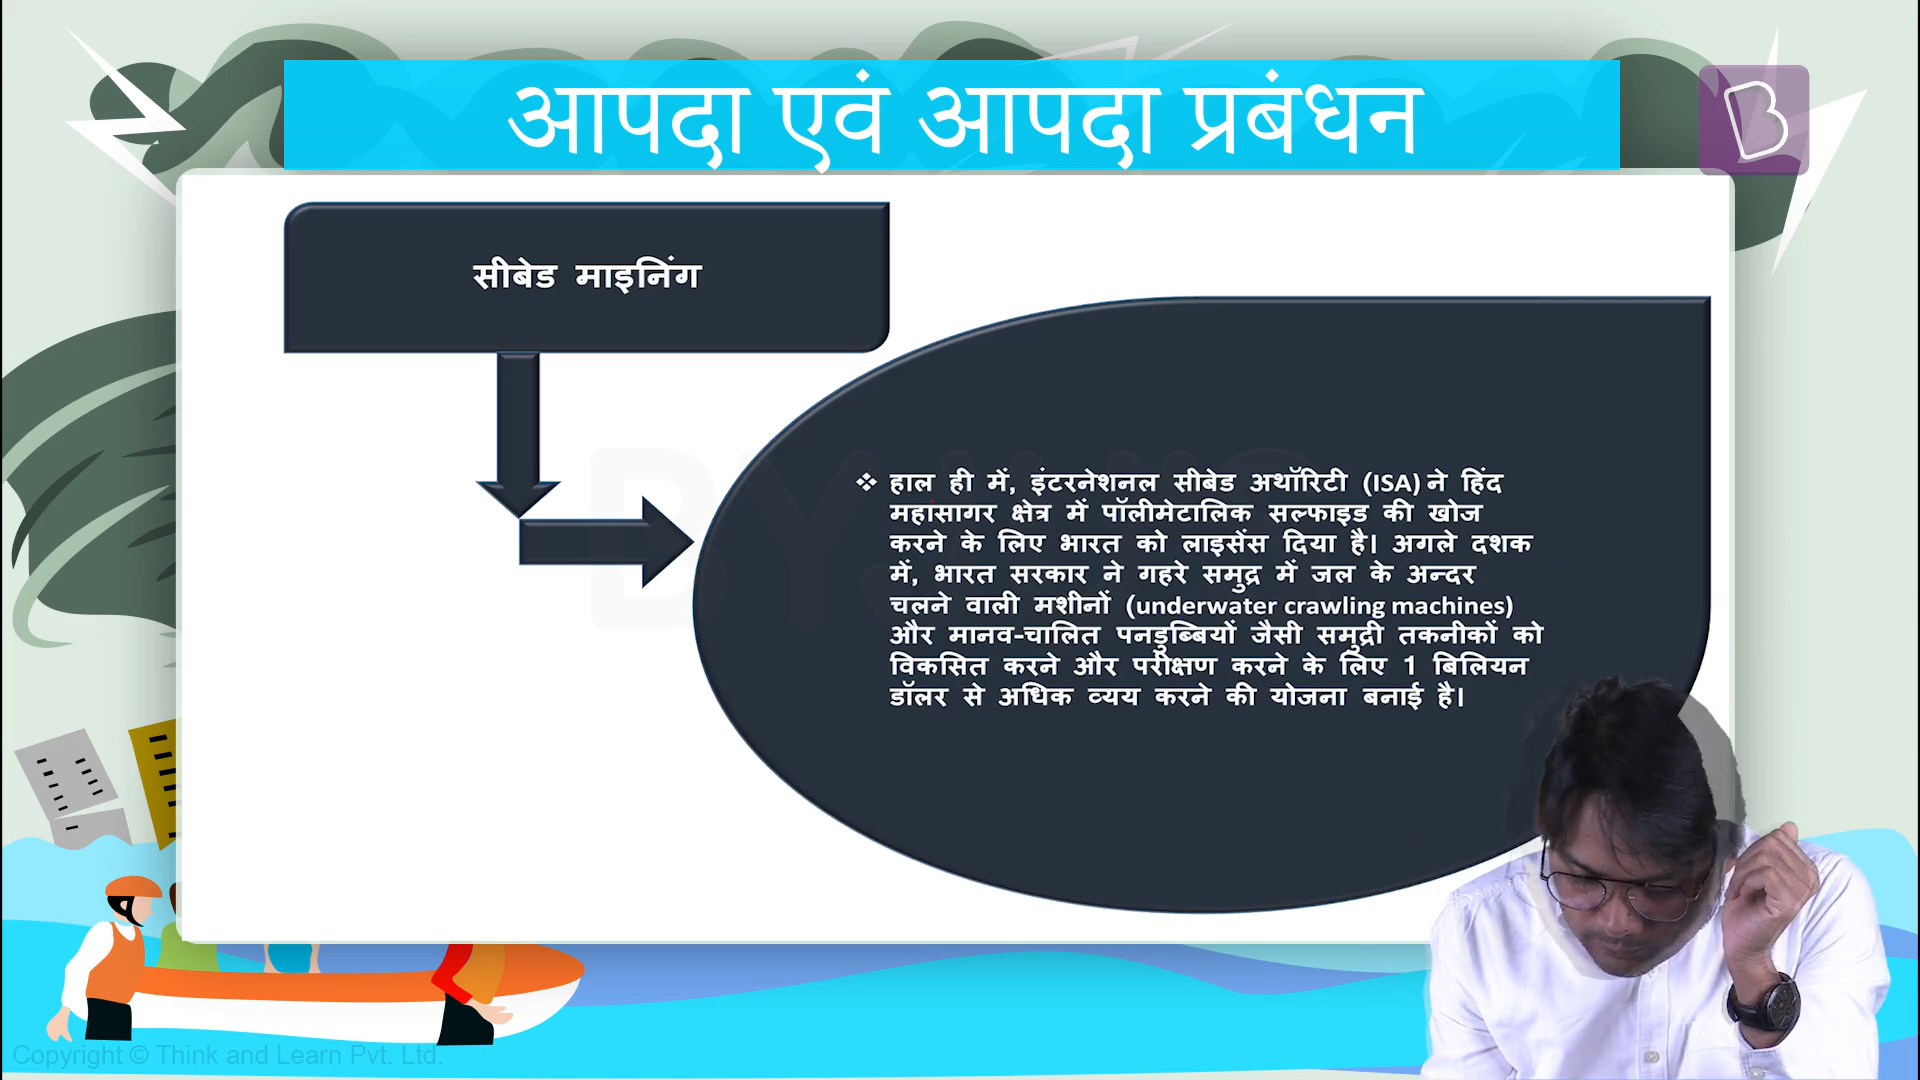 आपदा एवं आपदा प्रबंधन
सीबेड माइनिंग
❖ हाल ही में, इंटरनेशनल सीबेड अथॉरिटी (ISA) ने हिंद
महासागर क्षेत्र में पॉलीमेटालिक सल्फाइड की खोज
करने के लिए भारत को लाइसेंस दिया है। अगले दशक
में, भारत सरकार ने गहरे समुद्र में जल के अन्दर
चलने वाली मशीनों (underwater crawling machines)
और मानव-चालित पनडुब्बियों जैसी समुद्री तकनीकों को
विकसित करने और परीक्षण करने के लिए 1 बिलियन
डॉलर से अधिक व्यय करने की योजना बनाई है।
Copyright © Think and Learn Pvt. Ltd.